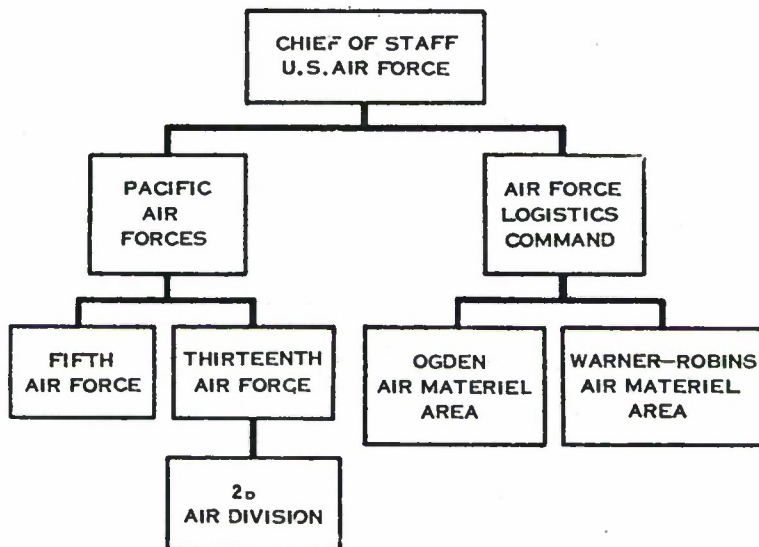 CHIEF OF STAFF
U.S. AIR FORCE
PACIFIC
AIR
FORCES
AIR FORCE
LOGISTICS
COMMAND
FIFTH
AIR FORCE
THIRTEENTH
AIR FORCE
OGDEN
AIR MATERIEL
AREA
WARNER-ROBINS
AIR MATERIEL
AREA
2D
AIR DIVISION